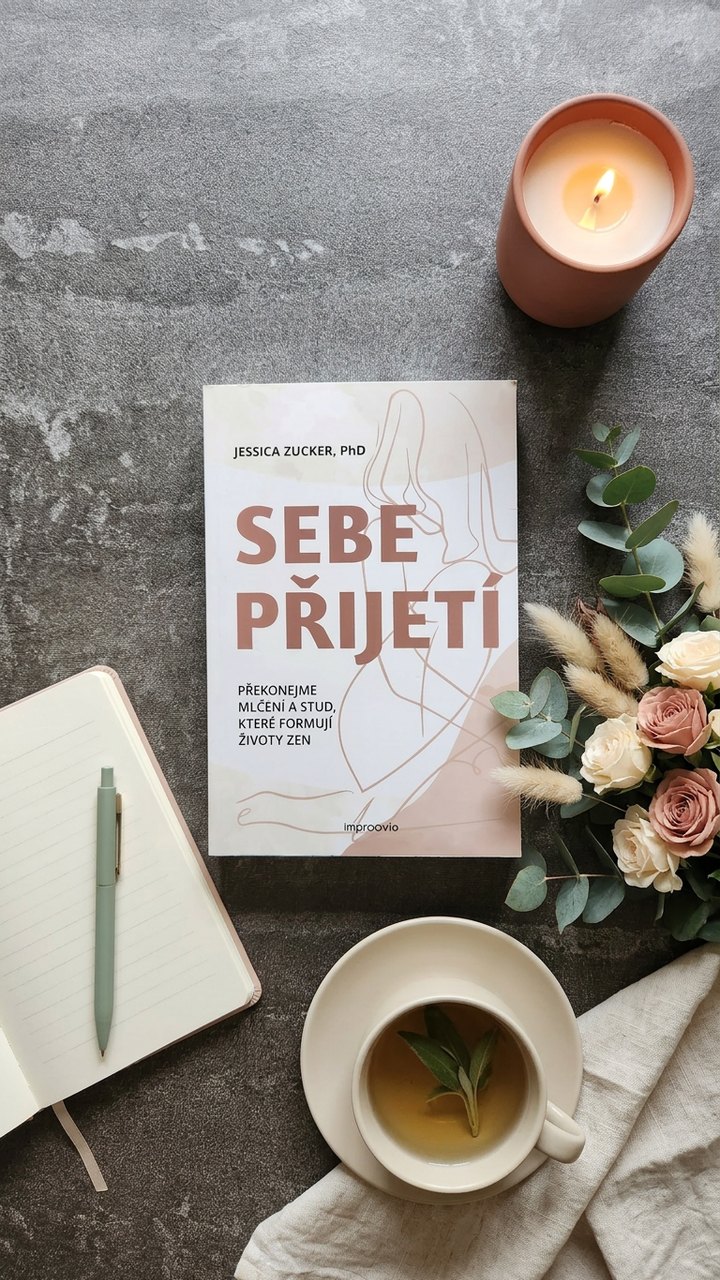 JESSICA ZUCKER, PhD
SEBE
PŘIJETÍ
PŘEKONEJME
MLČENÍ A STUD,
KTERÉ FORMUJÍ
ŽIVOTY ZEN
improovio